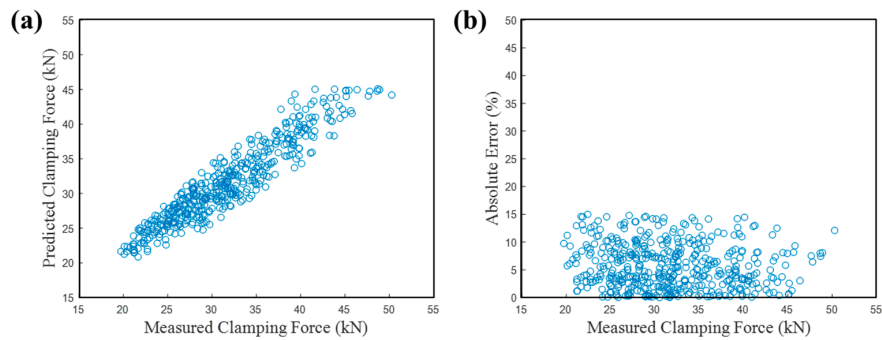 (a)
Predicted Clamping Force (kN)
55
50
45
40
35
30
25
20
15
15 20 25 30 35 40 45 50 55
Measured Clamping Force (kN)
(b)
Absolute Error (%)
50
45
40
35
30
25
20
15
10
5
0
15 20 25 30 35 40 45 50 55
Measured Clamping Force (kN)